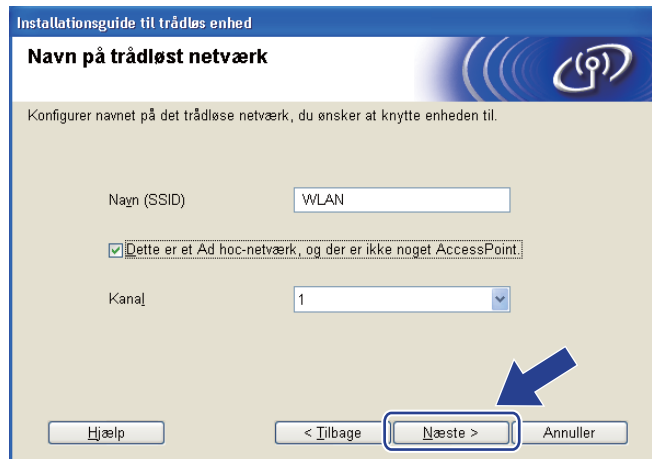 Installationsguide til trådløs enhed
Navn på trådløst netværk
Konfigurer navnet på det trådløse netværk, du ønsker at knytte enheden til.
Navn (SSID) WLAN
Dette er et Ad hoc-netværk, og der er ikke noget AccessPoint.
Kanal 1
Hjælp < Tilbage Næste > Annuller